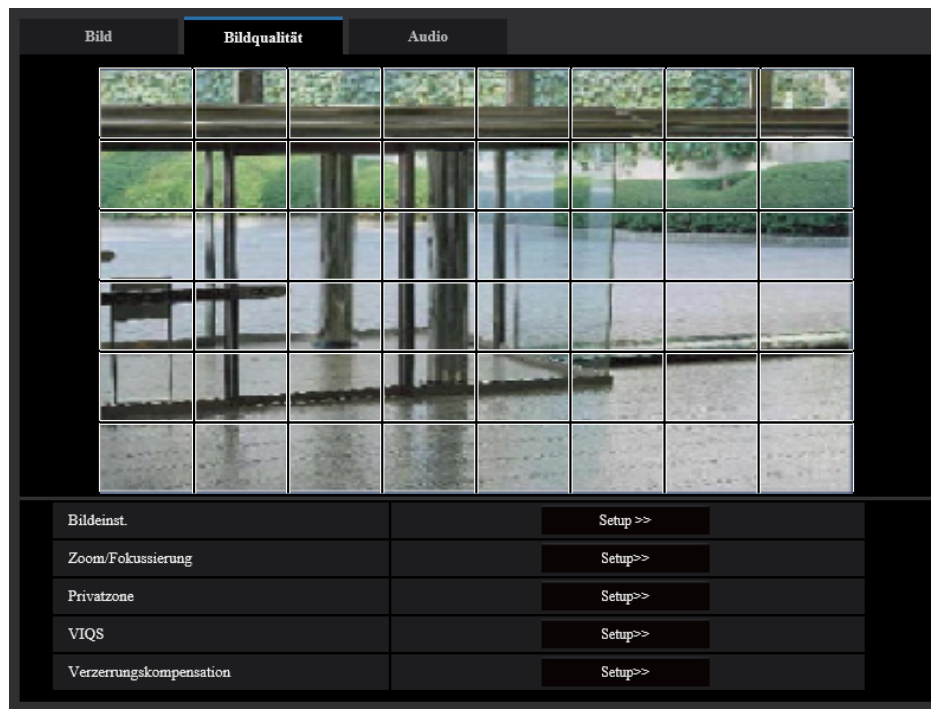 Bild Bildqualität Audio
Bildeinst. Setup >>
Zoom/Fokussierung Setup>>
Privatzone Setup>>
VIQS Setup>>
Verzerrungskompensation Setup>>